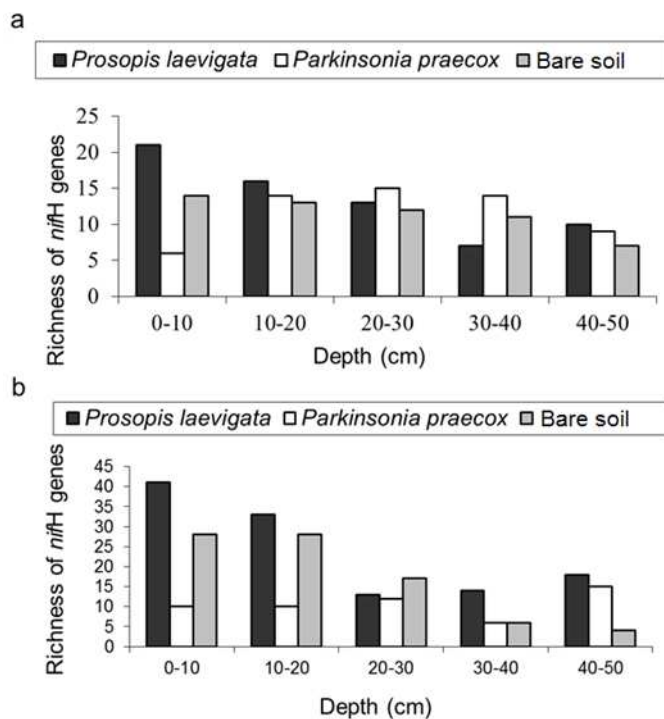 a
Prosopis laevigata Parkinsonia praecox Bare soil
Richness of nifH genes
25
20
15
10
5
0
0-10 10-20 20-30 30-40 40-50
Depth (cm)
b
Prosopis laevigata Parkinsonia praecox Bare soil
Richness of nifH genes
45
40
35
30
25
20
15
10
5
0
0-10 10-20 20-30 30-40 40-50
Depth (cm)